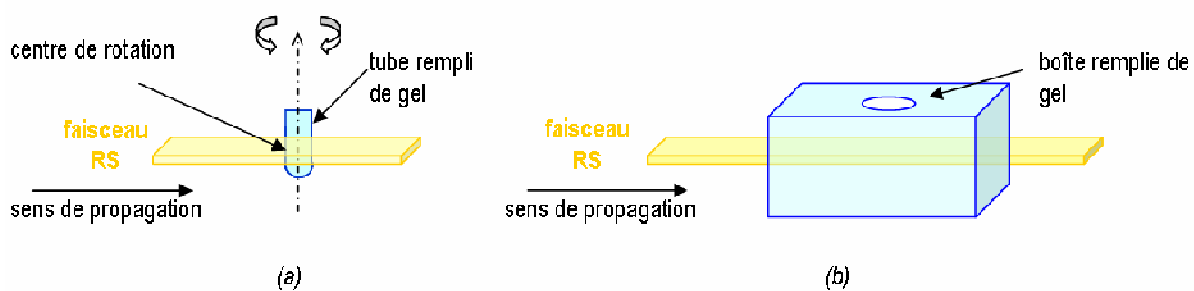 centre de rotation
tube rempli
de gel
faisceau
RS
sens de propagation
(a)
boîte remplie de
gel
faisceau
RS
sens de propagation
(b)